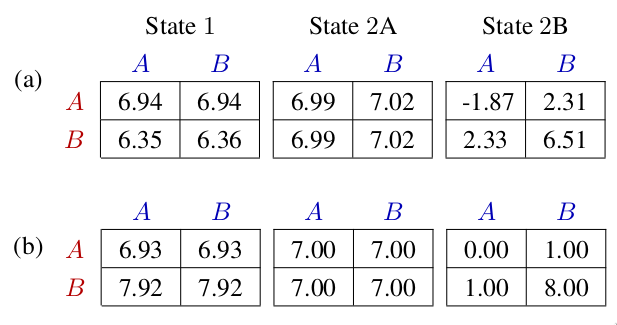 State 1 State 2A State 2B
(a) A B A B A B
A 6.94 6.94 6.99 7.02 -1.87 2.31
B 6.35 6.36 6.99 7.02 2.33 6.51
A B A B A B
(b) A 6.93 6.93 7.00 7.00 0.00 1.00
B 7.92 7.92 7.00 7.00 1.00 8.00